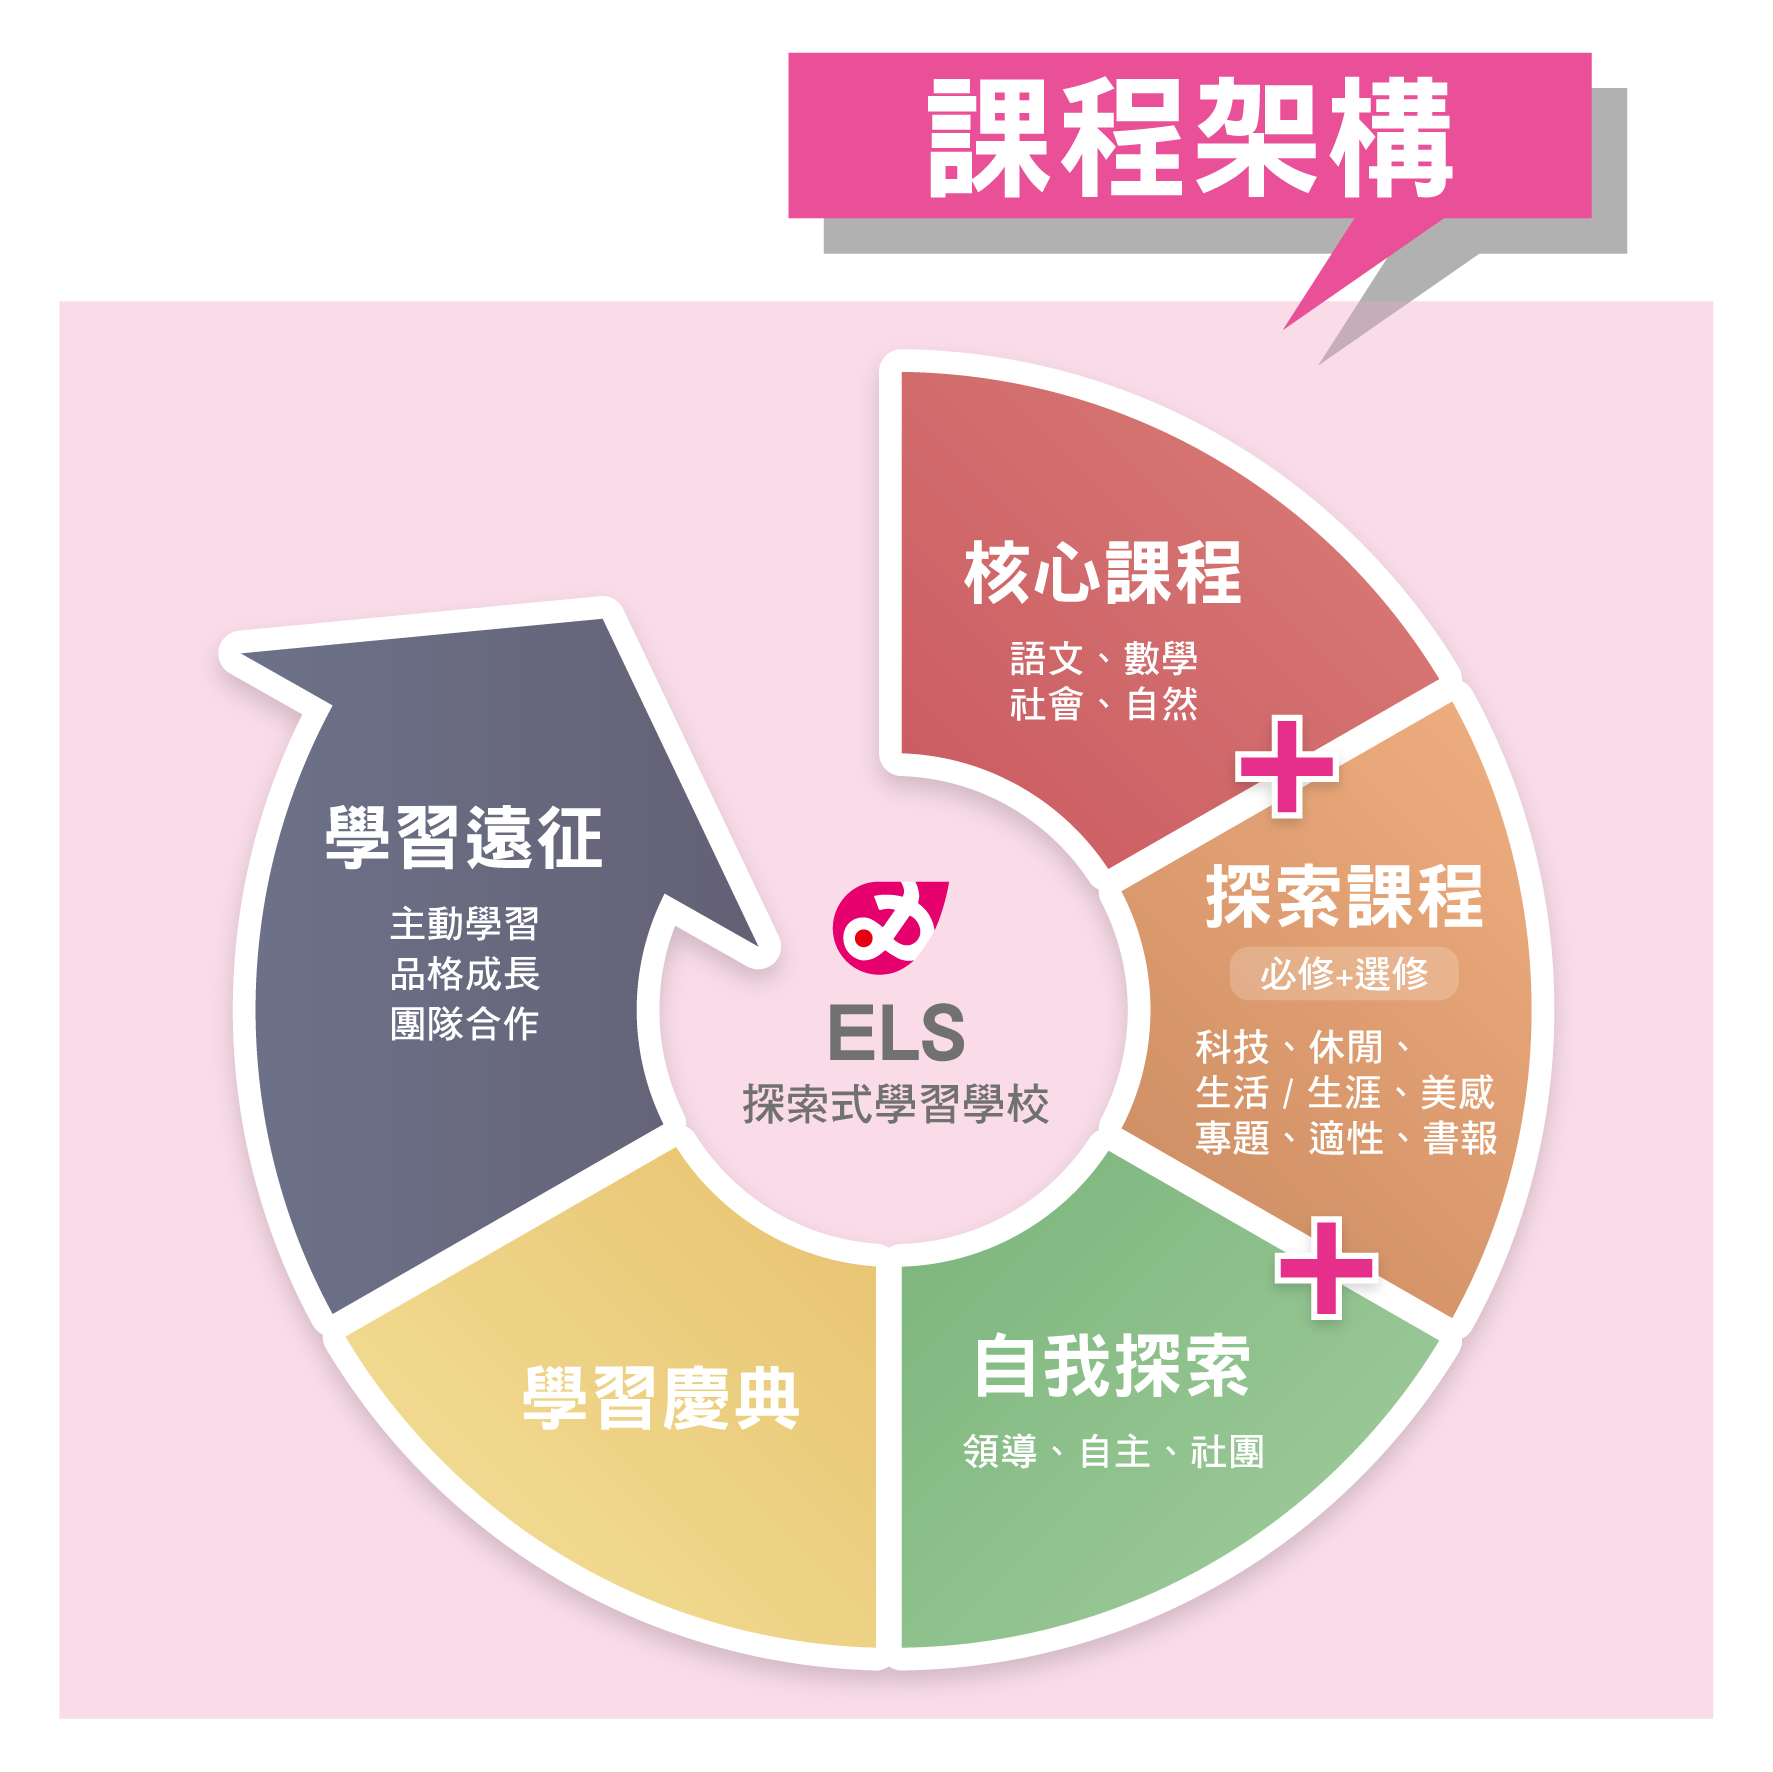 課程架構
核心課程
語文、數學
社會、自然
探索課程
必修+選修
科技、休閒、
生活 / 生涯、美感
專題、適性、書報
自我探索
領導、自主、社團
學習慶典
學習遠征
主動學習
品格成長
團隊合作
ELS
探索式學習學校